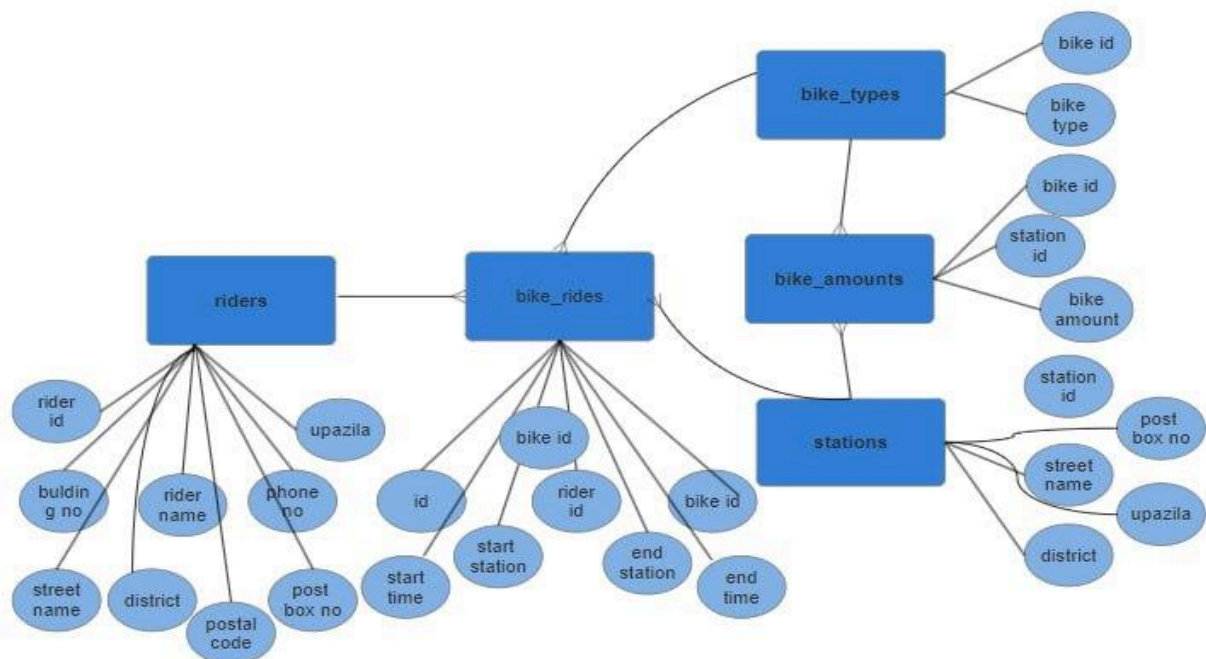 bike id
bike_types
bike
type
bike id
station
id
bike_amounts
riders
bike_rides
bike
amount
station
id
rider
id
upazila
bike id
stations
post
box no
buldin
g no
rider
name
phone
no
id
rider
id
bike id
street
name
upazila
start
station
end
station
district
street
name
district
postal
code
post
box no
start
time
end
time